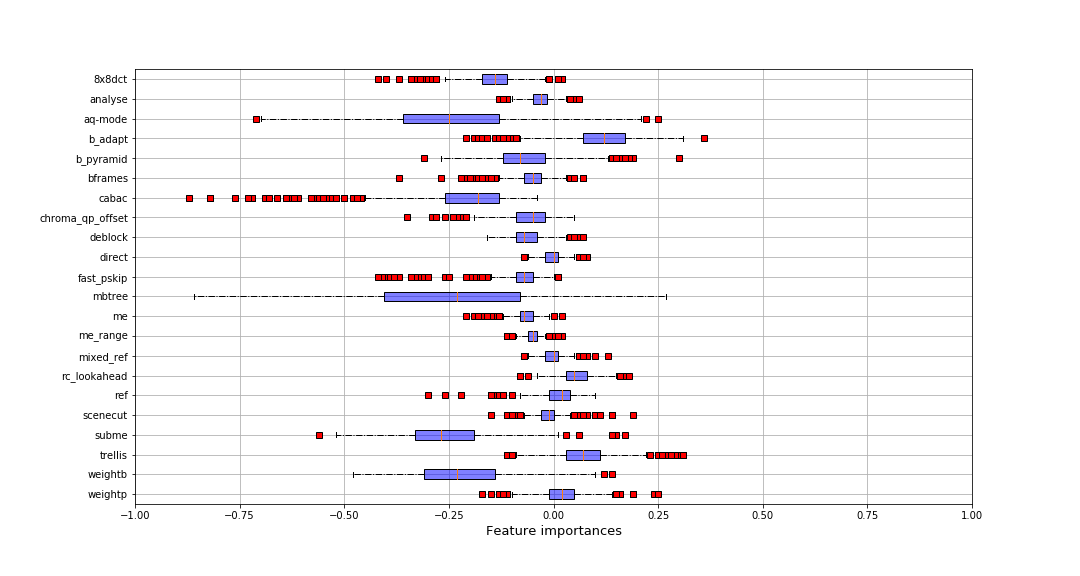 8x8dct
analyse
aq-mode
b_adapt
b_pyramid
bframes
cabac
chroma_qp_offset
deblock
direct
fast_pskip
mbtree
me
me_range
mixed_ref
rc_lookahead
ref
scenecut
subme
trellis
weightb
weightp
−1.00 −0.75 −0.50 −0.25 0.00 0.25 0.50 0.75 1.00
Feature importances